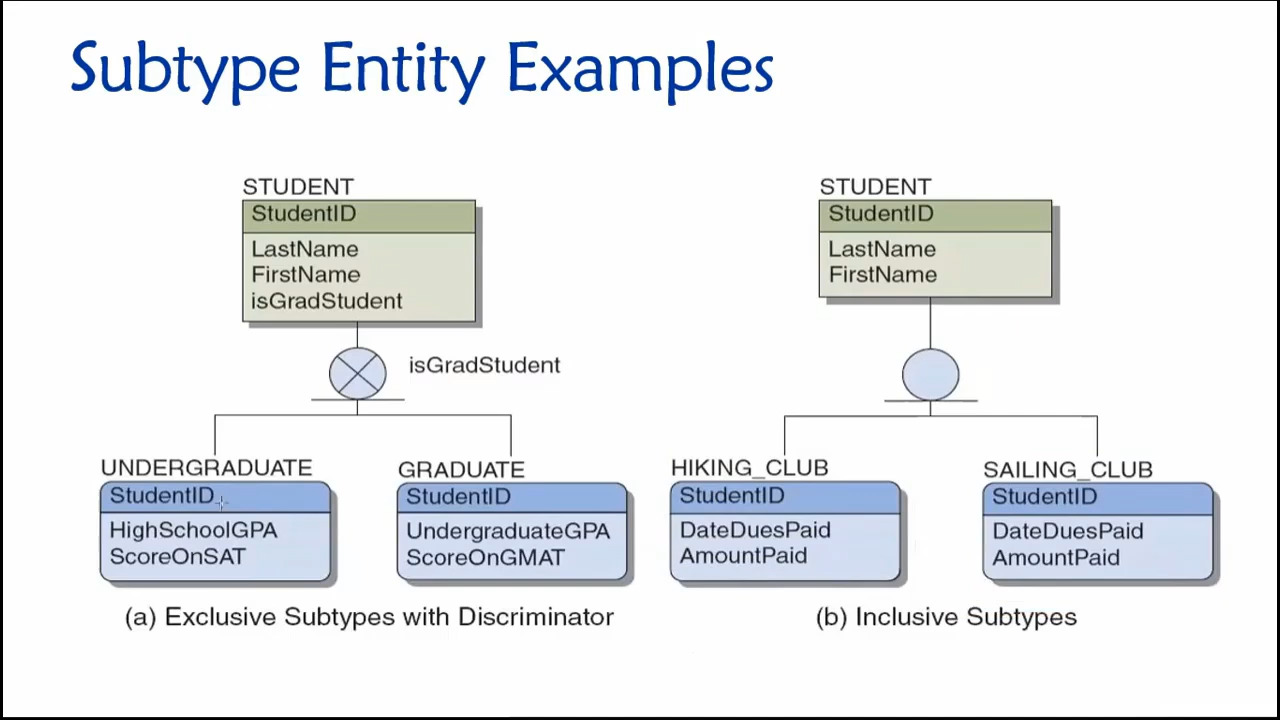 Subtype Entity Examples
STUDENT
StudentID
LastName
FirstName
isGradStudent
isGradStudent
UNDERGRADUATE
StudentID
HighSchoolGPA
ScoreOnSAT
GRADUATE
StudentID
UndergraduateGPA
ScoreOnGMAT
(a) Exclusive Subtypes with Discriminator
STUDENT
StudentID
LastName
FirstName
HIKING_CLUB
StudentID
DateDuesPaid
AmountPaid
SAILING_CLUB
StudentID
DateDuesPaid
AmountPaid
(b) Inclusive Subtypes